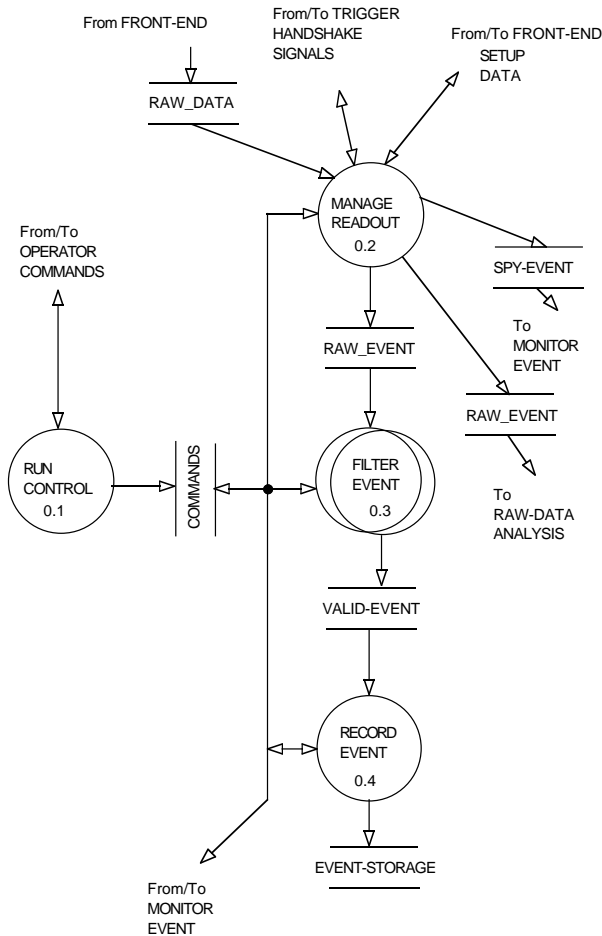 From FRONT-END
From/To TRIGGER
HANDSHAKE
SIGNALS
From/To FRONT-END
SETUP
DATA
RAW_DATA
MANAGE
READOUT
0.2
From/To
OPERATOR
COMMANDS
SPY-EVENT
To
MONITOR
EVENT
RAW_EVENT
RAW_EVENT
RUN
CONTROL
0.1
COMMANDS
FILTER
EVENT
0.3
To
RAW-DATA
ANALYSIS
VALID-EVENT
RECORD
EVENT
0.4
EVENT-STORAGE
From/To
MONITOR
EVENT